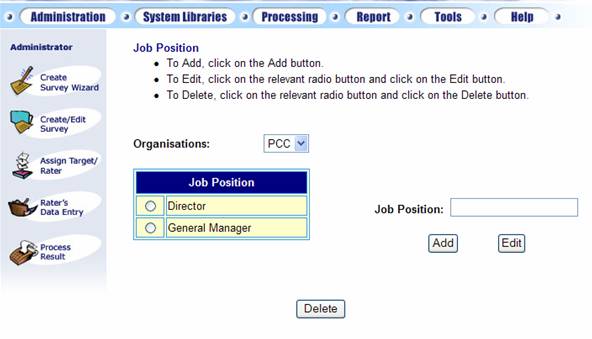 Administration System Libraries Processing Report Tools Help
Administrator
Create
Survey Wizard
Create/Edit
Survey
Assign Target/
Rater
Rater's
Data Entry
Process
Result
Job Position
• To Add, click on the Add button.
• To Edit, click on the relevant radio button and click on the Edit button.
• To Delete, click on the relevant radio button and click on the Delete button.
Organisations: PCC
Job Position
Director
General Manager
Job Position:
Add Edit
Delete